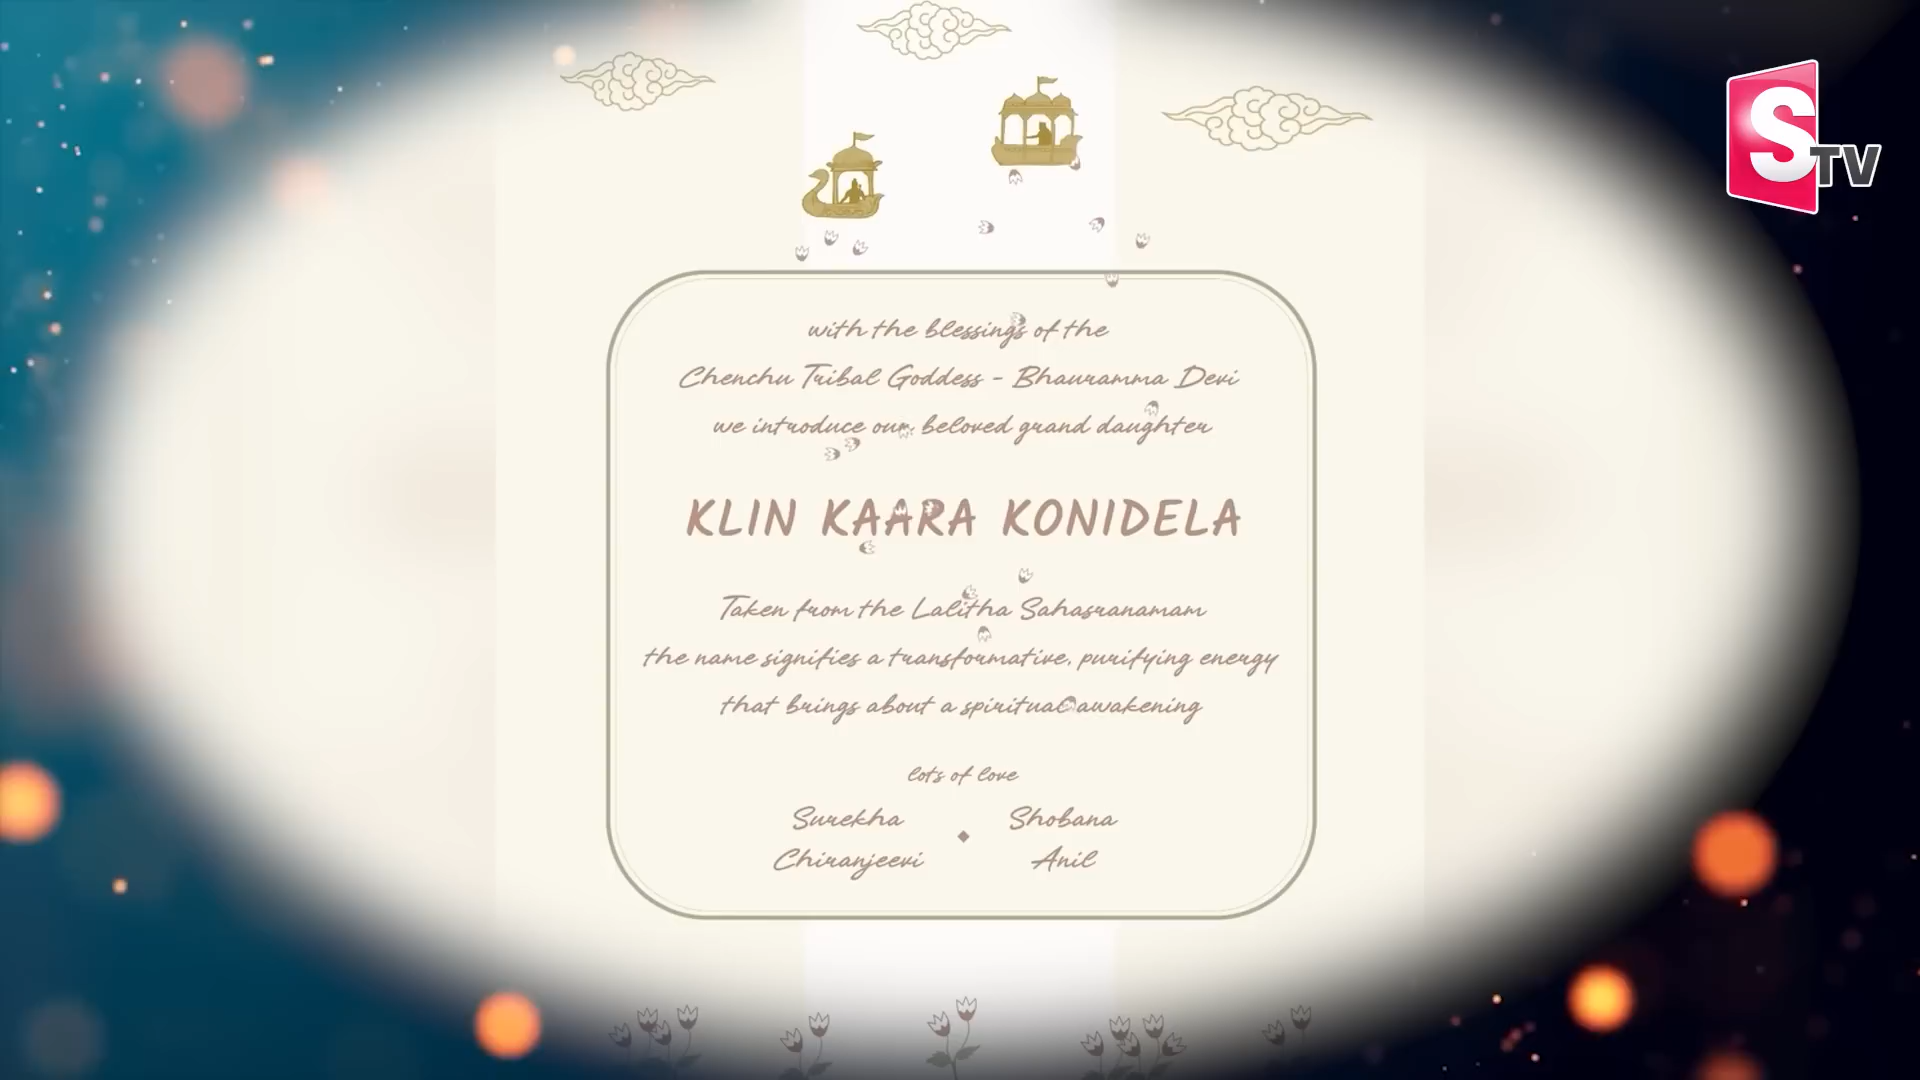 STV
with the blessings of the
Chenchu Tribal Goddess - Bhauramma Devi
we introduce our beloved grand daughter
KLIN KAARA KONIDELA
Taken from the Lalitha Sahasranamam
the name signifies a transformative, purifying energy
that brings about a spiritual awakening
lots of love
Surekha Shobana
Chiranjeevi Anil